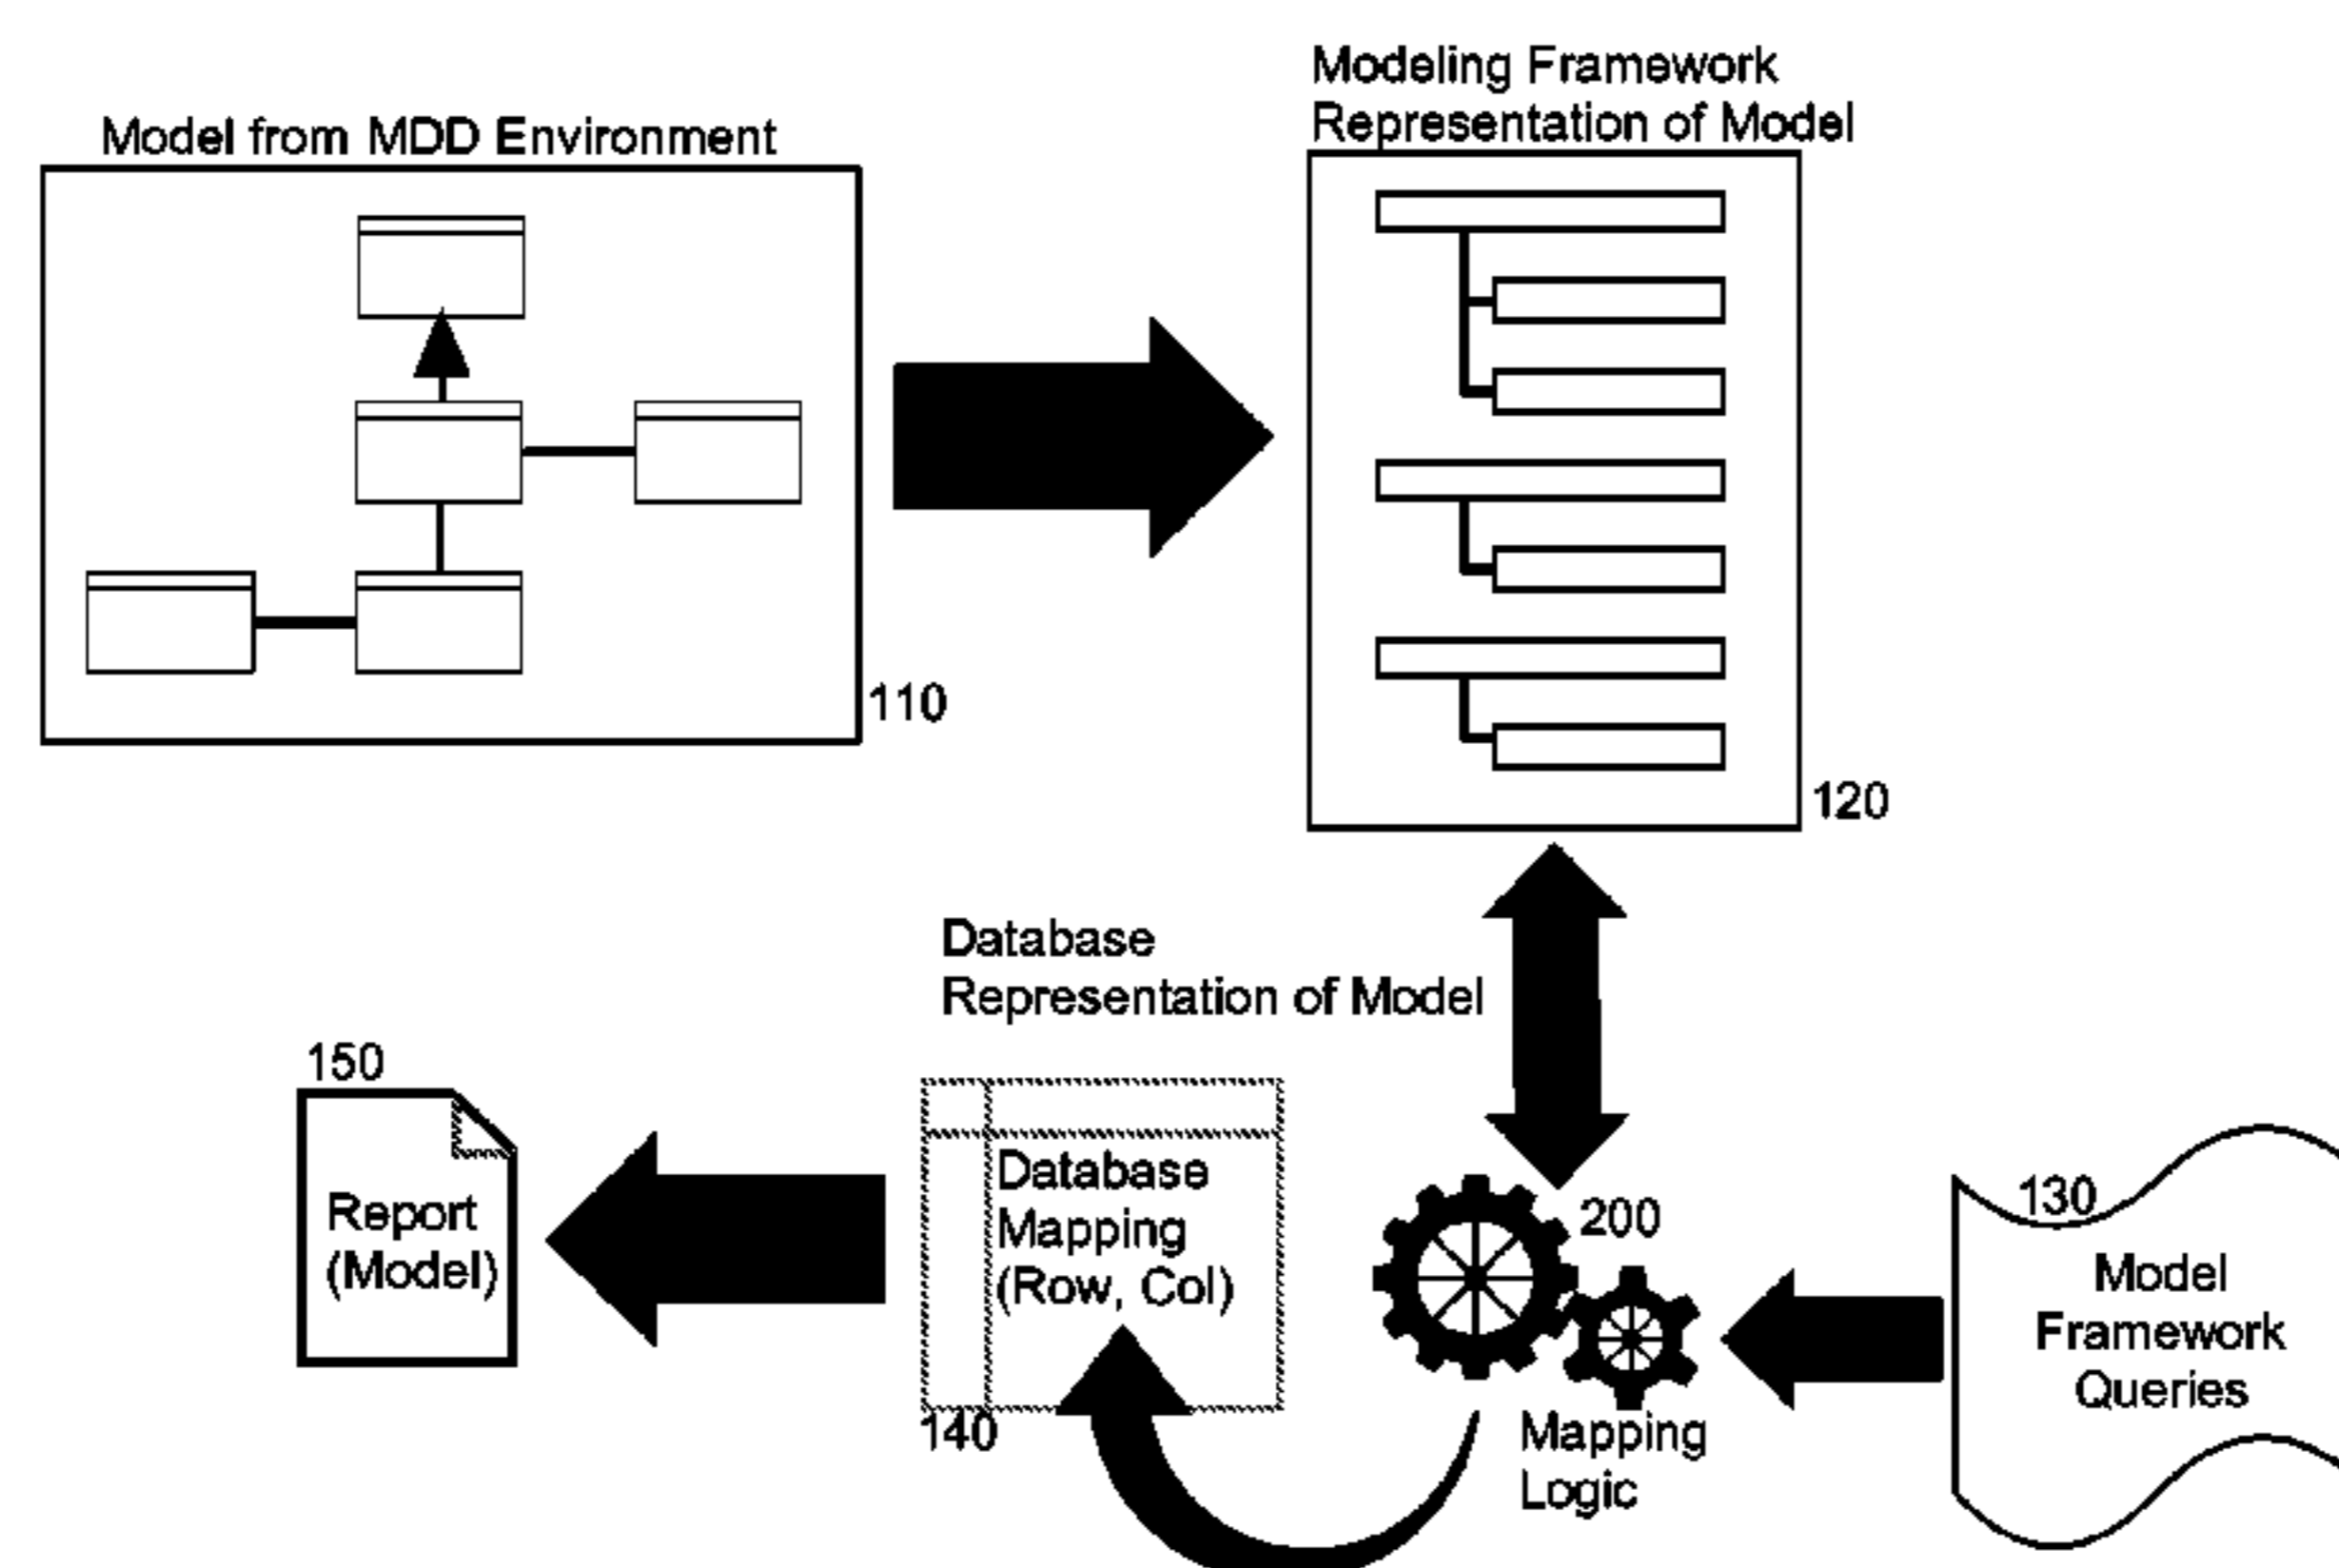 Model from MDD Environment
110
Modeling Framework
Representation of Model
120
Database
Representation of Model
150
Report
(Model)
Database
Mapping
(Row, Col)
140
200
Mapping
Logic
130
Model
Framework
Queries